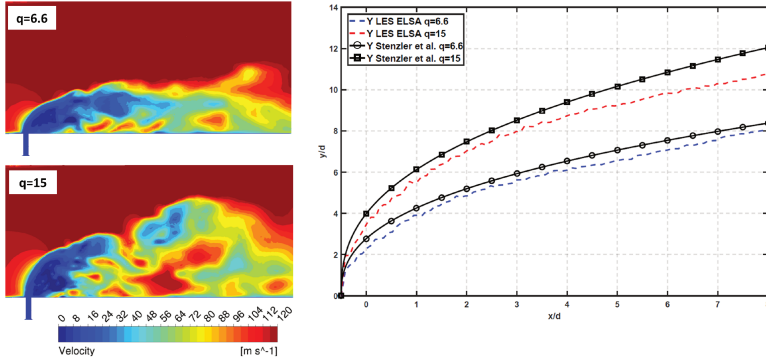 q=6.6
q=15
0 8 16 24 32 40 48 56 64 72 80 88 96 104 112 120
Velocity [m s^-1]
14
12
10
8
6
4
2
0
y/d
Y LES ELSA q=6.6
Y LES ELSA q=15
Y Stenzler et al. q=6.6
Y Stenzler et al. q=15
0 1 2 3 4 5 6 7
x/d